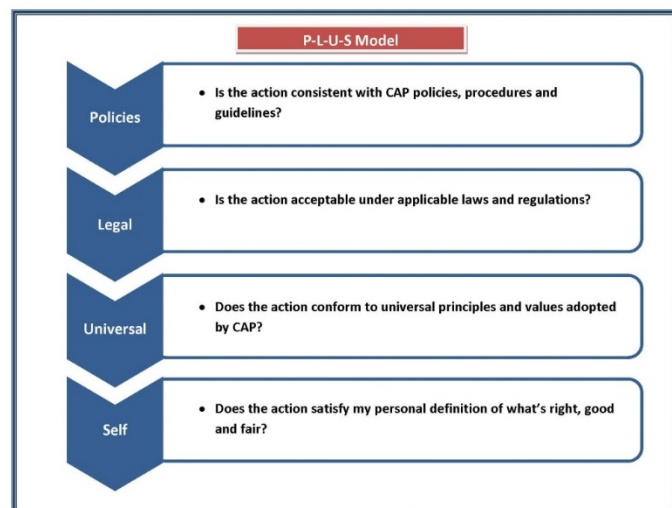 P-L-U-S Model
Policies
• Is the action consistent with CAP policies, procedures and
guidelines?
Legal
• Is the action acceptable under applicable laws and regulations?
Universal
• Does the action conform to universal principles and values adopted
by CAP?
Self
• Does the action satisfy my personal definition of what's right, good
and fair?